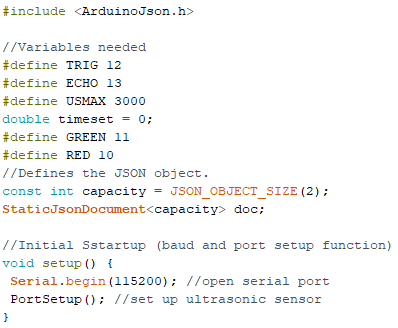 #include <ArduinoJson.h>
//Variables needed
#define TRIG 12
#define ECHO 13
#define USMAX 3000
double timeset = 0;
#define GREEN 11
#define RED 10
//Defines the JSON object.
const int capacity = JSON_OBJECT_SIZE(2);
StaticJsonDocument<capacity> doc;
//Initial Sstartup (baud and port setup function)
void setup() {
Serial.begin(115200); //open serial port
PortSetup(); //set up ultrasonic sensor
}